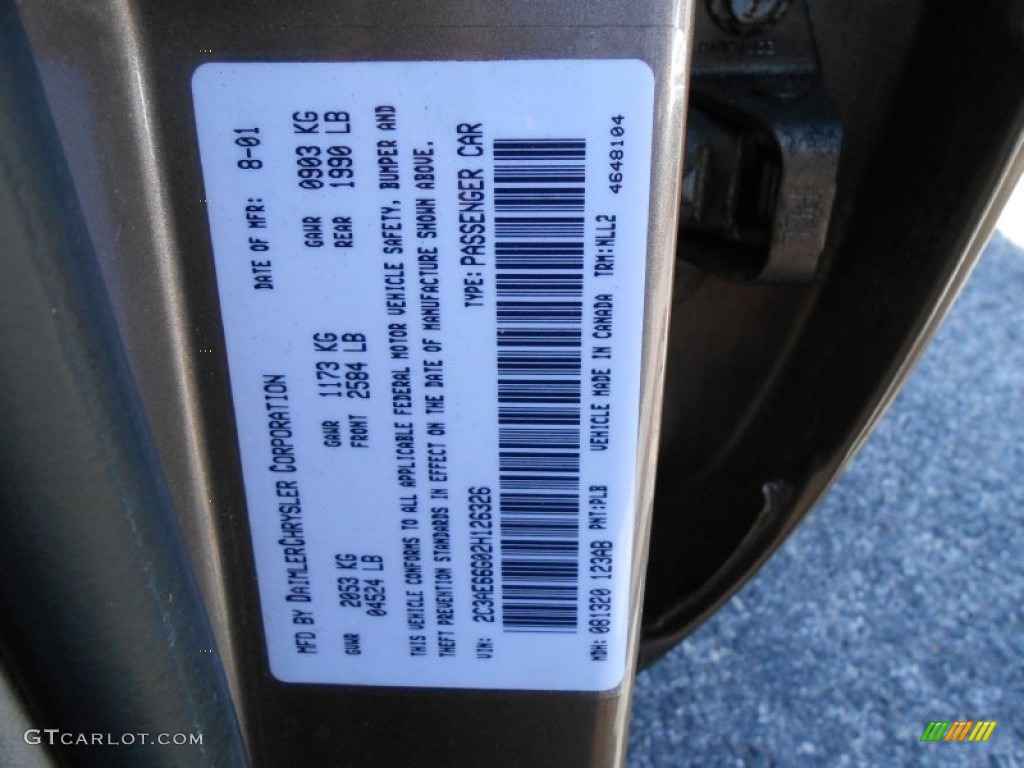 MFD BY DAIMLERCHRYSLER CORPORATION DATE OF MFR: 8-01
GVWR 2053 KG 04524 LB
GAWR FRONT 1173 KG 2584 LB
GAWR REAR 0903 KG 1990 LB
THIS VEHICLE CONFORMS TO ALL APPLICABLE FEDERAL MOTOR VEHICLE SAFETY, BUMPER AND
THEFT PREVENTION STANDARDS IN EFFECT ON THE DATE OF MANUFACTURE SHOWN ABOVE.
VIN: 2C3AE66G02H126326 TYPE: PASSENGER CAR
MDH: 081320 123AB PNT:PLB VEHICLE MADE IN CANADA TRM:NLL2 4648104
GTCARLOT.COM